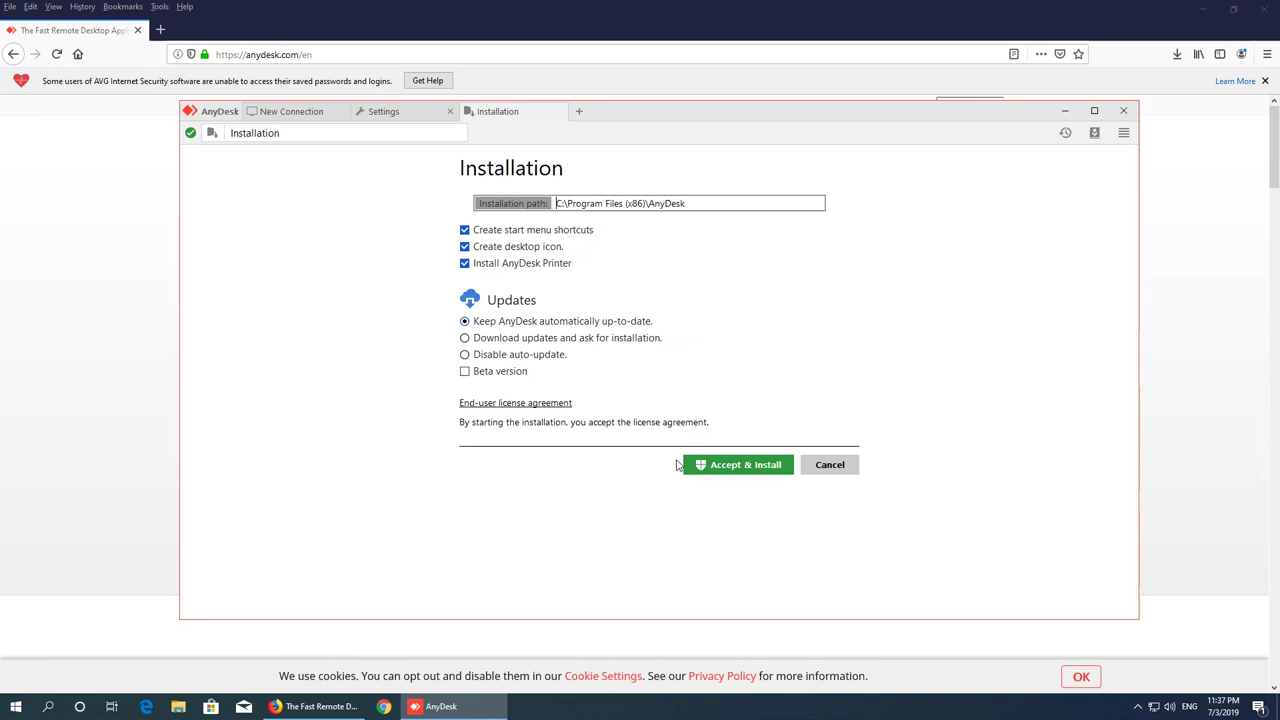 File Edit View History Bookmarks Tools Help
The Fast Remote Desktop Appl
https://anydesk.com/en
Some users of AVG Internet Security software are unable to access their saved passwords and logins. Get Help Learn More
AnyDesk New Connection Settings Installation
Installation
Installation
Installation path: C:\Program Files (x86)\AnyDesk
Create start menu shortcuts
Create desktop icon.
Install AnyDesk Printer
Updates
Keep AnyDesk automatically up-to-date.
Download updates and ask for installation.
Disable auto-update.
Beta version
End-user license agreement
By starting the installation, you accept the license agreement.
Accept & Install Cancel
We use cookies. You can opt out and disable them in our Cookie Settings. See our Privacy Policy for more information. OK
The Fast Remote D... AnyDesk
11:37 PM
7/3/2019
1